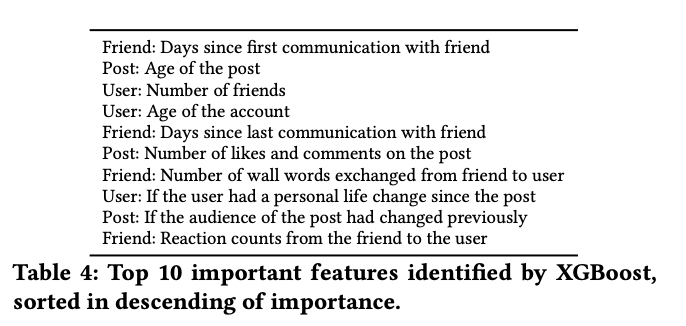 Friend: Days since first communication with friend
Post: Age of the post
User: Number of friends
User: Age of the account
Friend: Days since last communication with friend
Post: Number of likes and comments on the post
Friend: Number of wall words exchanged from friend to user
User: If the user had a personal life change since the post
Post: If the audience of the post had changed previously
Friend: Reaction counts from the friend to the user
Table 4: Top 10 important features identified by XGBoost,
sorted in descending of importance.